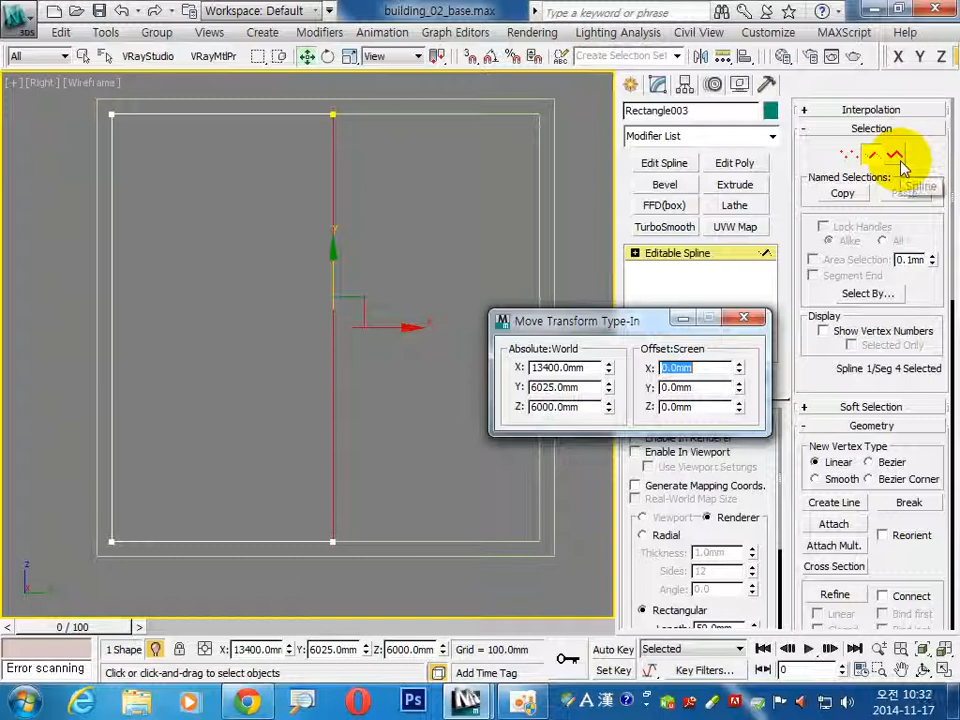 Workspace: Default
building_02_base.max
Type a keyword or phrase
3DS
Edit
Tools
Group
Views
Create
Modifiers
Animation
Graph Editors
Rendering
Lighting Analysis
Civil View
Customize
MAXScript
Help
All
VRaySun
VRayMtlPr
View
Create Selection Set
X Y Z
[+] [Right] [Wireframe]
Rectangle003
Modifier List
Edit Spline
Edit Poly
Bevel
Extrude
FFD(box)
Lathe
TurboSmooth
UVW Map
Editable Spline
+ Interpolation
- Selection
Spline
Named Selections:
Copy
Paste
Lock Handles
Alike
All
Area Selection:
0.1mm
Segment End
Select By...
Display
Show Vertex Numbers
Selected Only
Spline 1/Seg 4 Selected
+ Soft Selection
- Geometry
New Vertex Type
Linear
Bezier
Smooth
Bezier Corner
Create Line
Break
Attach
Reorient
Attach Mult.
Cross Section
Refine
Connect
Linear
Bind first
Move Transform Type-In
Absolute:World
X: 13400.0mm
Y: 6025.0mm
Z: 6000.0mm
Offset:Screen
X: 0.0mm
Y: 0.0mm
Z: 0.0mm
Enable In Renderer
Enable In Viewport
Use Viewport Settings
Generate Mapping Coords.
Real-World Map Size
Viewport
Renderer
Radial
Thickness: 1.0mm
Sides: 12
Angle: 0.0
Rectangular
Length: 50.0mm
y
x
z
0 / 100
1 Shape
X: 13400.0mm
Y: 6025.0mm
Z: 6000.0mm
Grid = 100.0mm
Error scanning
Click or click-and-drag to select objects
Add Time Tag
Auto Key
Selected
Set Key
Key Filters...
0
Ps
漢
오전 10:32
2014-11-17